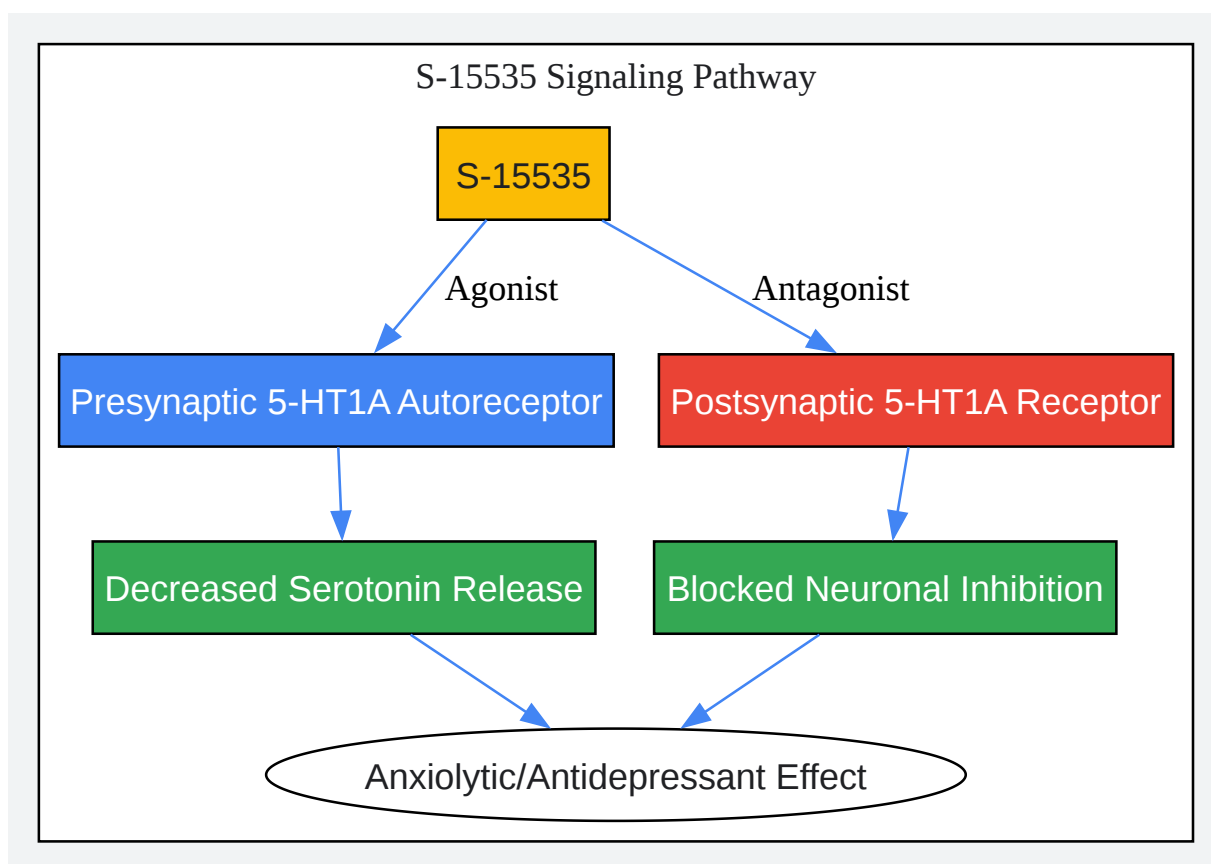 S-15535 Signaling Pathway
S-15535
Agonist
Antagonist
Presynaptic 5-HT1A Autoreceptor
Postsynaptic 5-HT1A Receptor
Decreased Serotonin Release
Blocked Neuronal Inhibition
Anxiolytic/Antidepressant Effect